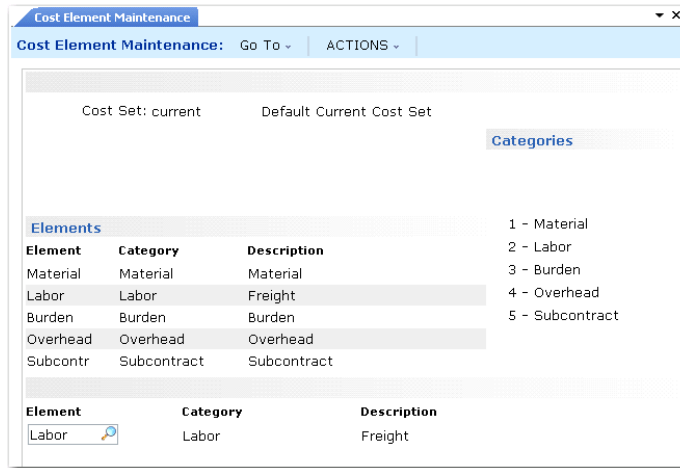 Cost Element Maintenance
Cost Element Maintenance: Go To ACTIONS
Cost Set: current Default Current Cost Set
Categories
1 - Material
2 - Labor
3 - Burden
4 - Overhead
5 - Subcontract
Elements
Element Category Description
Material Material Material
Labor Labor Freight
Burden Burden Burden
Overhead Overhead Overhead
Subcontr Subcontract Subcontract
Element Category Description
Labor Labor Freight